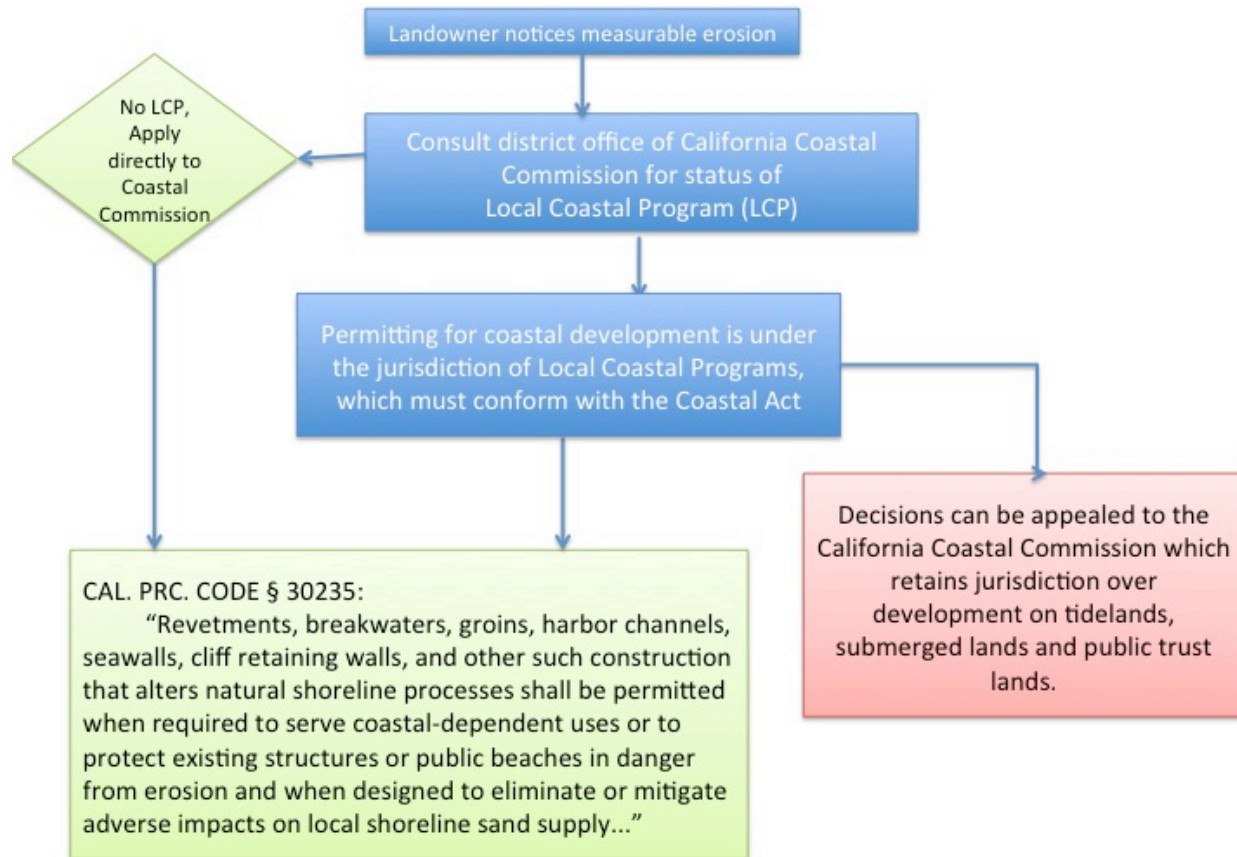 Landowner notices measurable erosion
No LCP,
Apply
directly to
Coastal
Commission
Consult district office of California Coastal
Commission for status of
Local Coastal Program (LCP)
Permitting for coastal development is under
the jurisdiction of Local Coastal Programs,
which must conform with the Coastal Act
Decisions can be appealed to the
California Coastal Commission which
retains jurisdiction over
development on tidelands,
submerged lands and public trust
lands.
CAL. PRC. CODE § 30235:
“Revetments, breakwaters, groins, harbor channels,
seawalls, cliff retaining walls, and other such construction
that alters natural shoreline processes shall be permitted
when required to serve coastal-dependent uses or to
protect existing structures or public beaches in danger
from erosion and when designed to eliminate or mitigate
adverse impacts on local shoreline sand supply...”